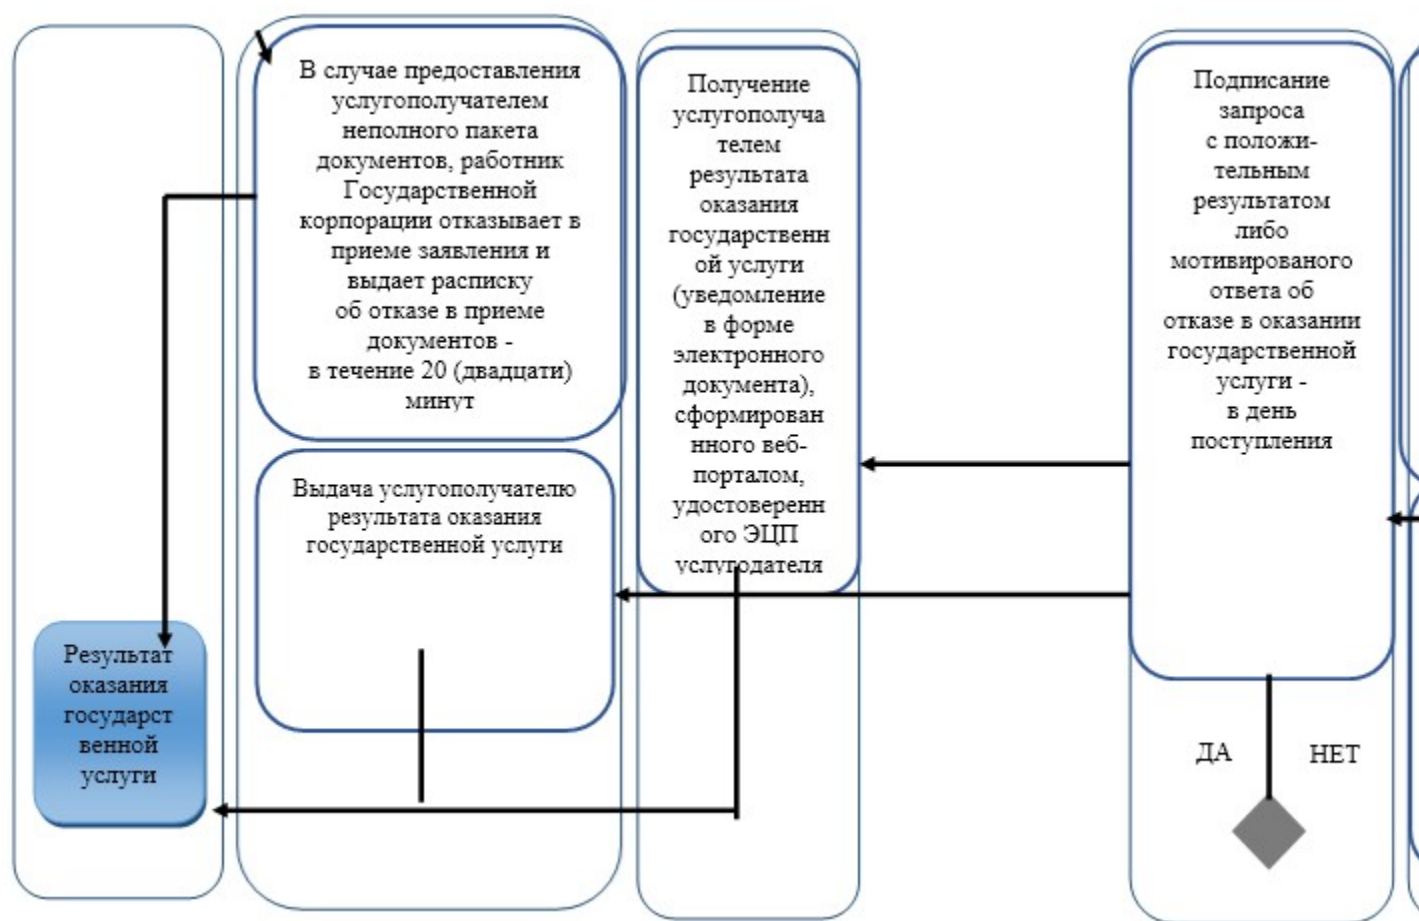 В случае предоставления
услугополучателем
неполного пакета
документов, работник
Государственной
корпорации отказывает в
приеме заявления и
выдает расписку
об отказе в приеме
документов -
в течение 20 (двадцати)
минут
Выдача услугополучателю
результата оказания
государственной услуги
Результат
оказания
государст
венной
услуги
Получение
услугополуча
телем
результата
оказания
государственн
ой услуги
(уведомление
в форме
электронного
документа),
сформирован
нного веб-
порталом,
удостоверенн
ого ЭЦП
услугодателя
Подписание
запроса
с положи-
тельным
результатом
либо
мотивированого
ответа об
отказе в оказании
государственной
услуги -
в день
поступления
ДА
НЕТ